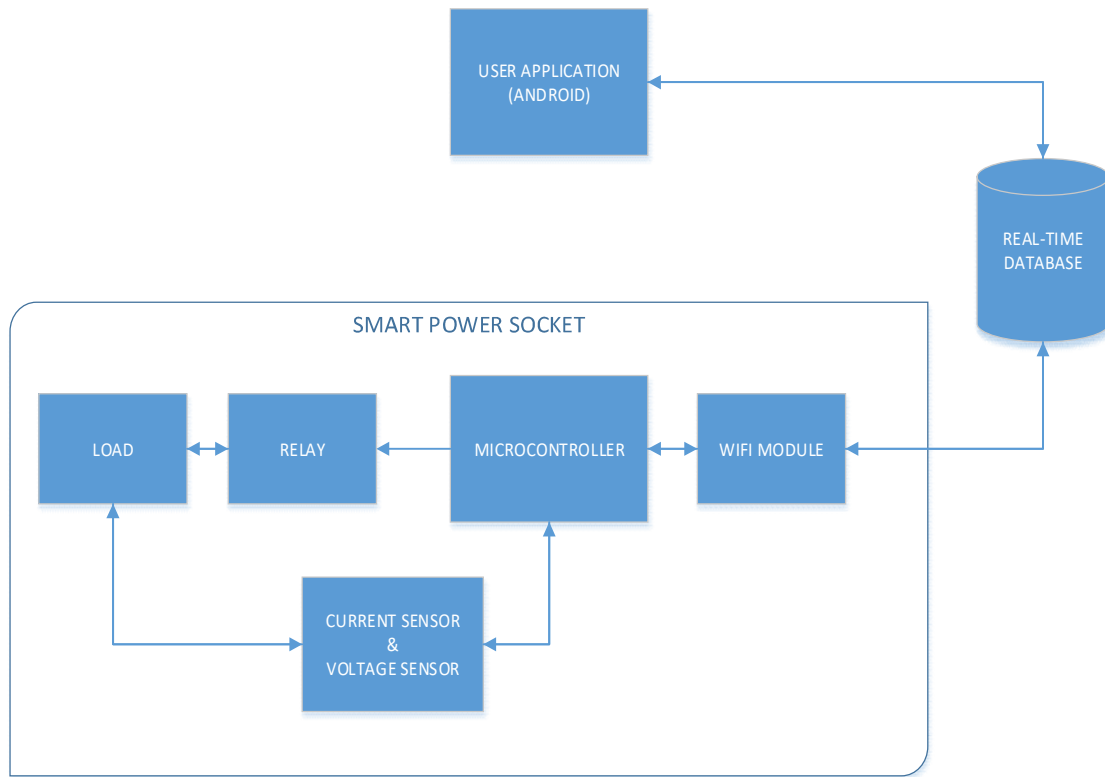 USER APPLICATION
(ANDROID)
REAL-TIME
DATABASE
SMART POWER SOCKET
LOAD
RELAY
MICROCONTROLLER
WIFI MODULE
CURRENT SENSOR
&
VOLTAGE SENSOR